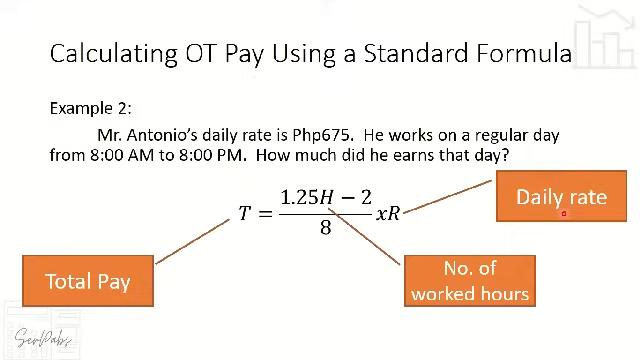 Calculating OT Pay Using a Standard Formula
Example 2:
Mr. Antonio's daily rate is Php675. He works on a regular day
from 8:00 AM to 8:00 PM. How much did he earns that day?
T = (1.25H − 2)/8 xR
Daily rate
Total Pay
No. of
worked hours
SerPabs